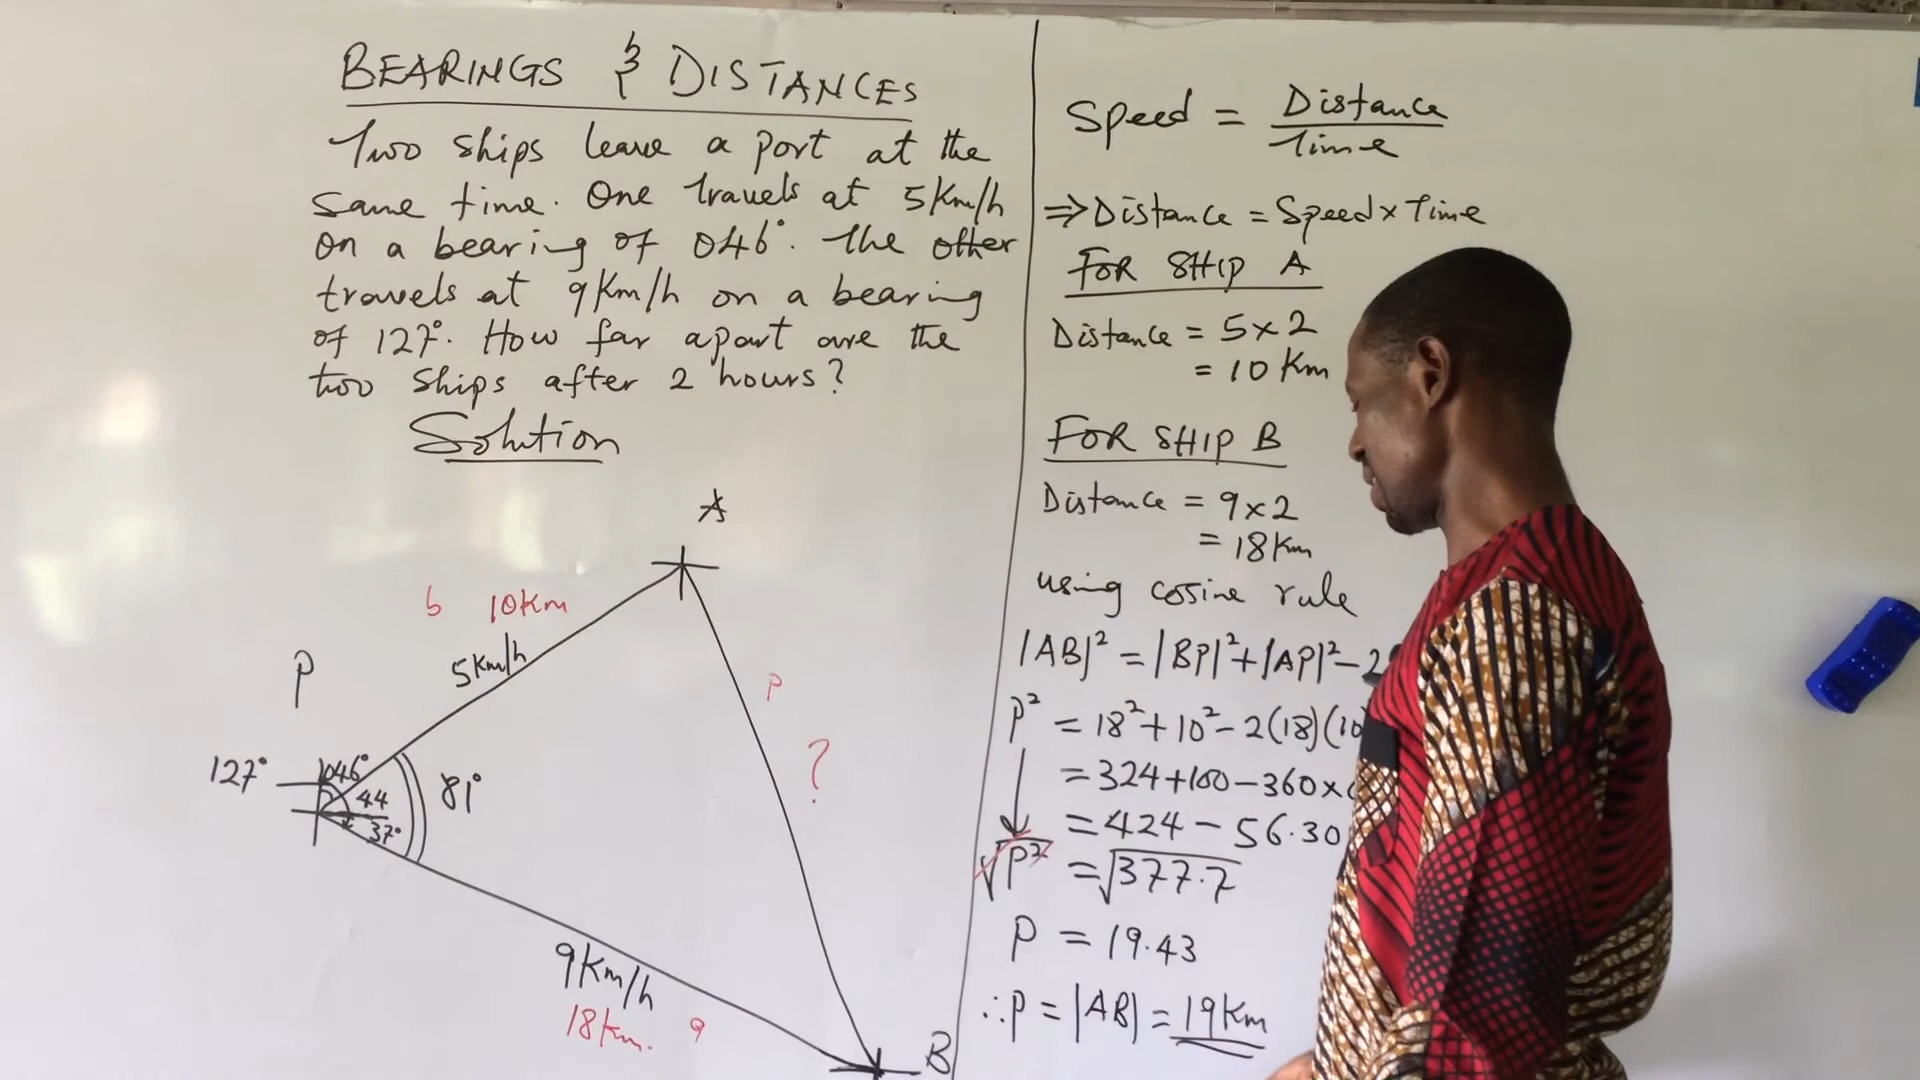 BEARINGS & DISTANCES
Two ships leave a port at the
same time. One travels at 5Km/h
on a bearing of 046°. The other
travels at 9Km/h on a bearing
of 127°. How far apart are the
two ships after 2 hours?
Solution
A
b 10Km
5Km/h
P
P
?
127°
046°
44
37°
81°
9Km/h
18Km. q
B
Speed = Distance
Time
⇒ Distance = Speed × Time
FOR SHIP A
Distance = 5×2
= 10 Km
FOR SHIP B
Distance = 9×2
= 18Km
using cosine rule
|AB|² = |BP|²+|AP|²-2
P² = 18²+10²-2(18)(10
= 324+100-360×
= 424 - 56.30
√P² = √377.7
P = 19.43
∴P = |AB| = 19Km